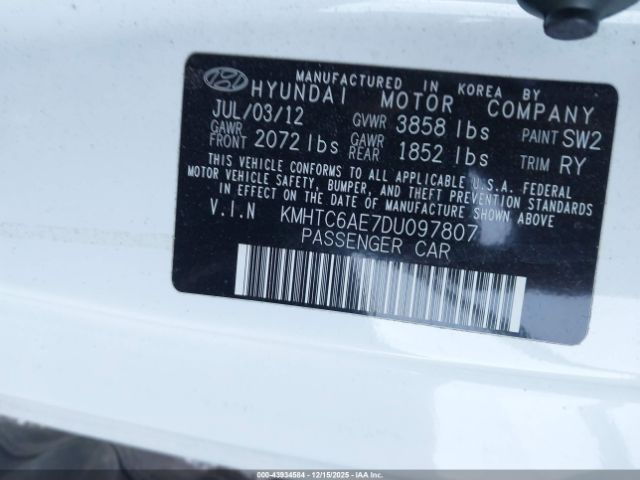 MANUFACTURED IN KOREA BY
HYUNDAI MOTOR COMPANY
JUL/03/12 GVWR 3858 lbs PAINT SW2
GAWR FRONT 2072 lbs GAWR REAR 1852 lbs TRIM RY
THIS VEHICLE CONFORMS TO ALL APPLICABLE U.S.A. FEDERAL
MOTOR VEHICLE SAFETY, BUMPER, AND THEFT PREVENTION STANDARDS
IN EFFECT ON THE DATE OF MANUFACTURE SHOWN ABOVE.
V.I.N KMHTC6AE7DU097807
PASSENGER CAR
000-43934584 - 12/15/2025 - IAAI.COM